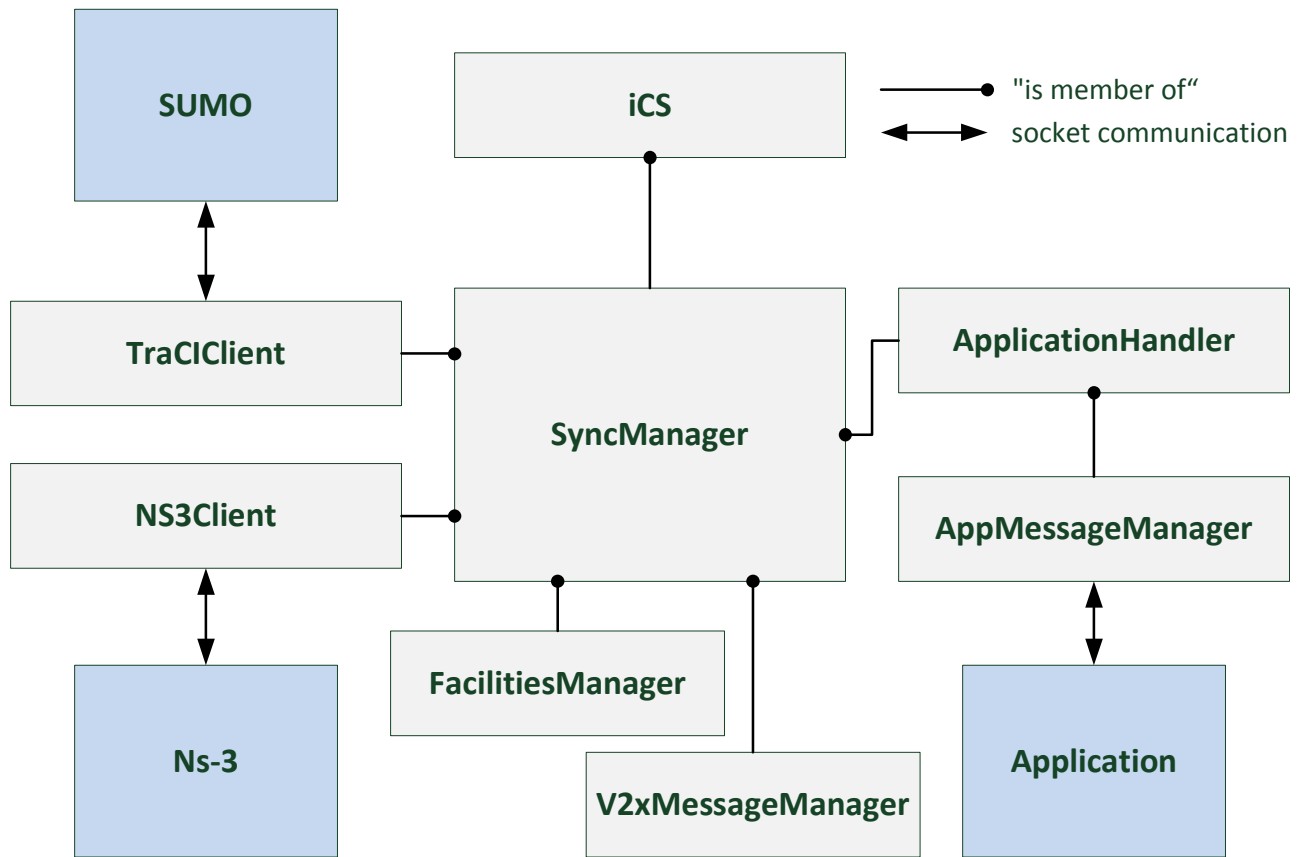 SUMO
iCS
"is member of“
socket communication
TraCIClient
ApplicationHandler
SyncManager
NS3Client
AppMessageManager
FacilitiesManager
Ns-3
Application
V2xMessageManager